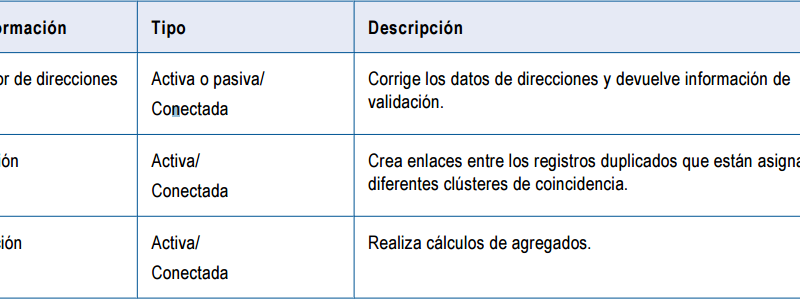 ormación Tipo Descripción
or de direcciones Activa o pasiva/ Corrige los datos de direcciones y devuelve información de
Conectada validación.
ión Activa/ Crea enlaces entre los registros duplicados que están asigna
Conectada diferentes clústeres de coincidencia.
ción Activa/ Realiza cálculos de agregados.
Conectada